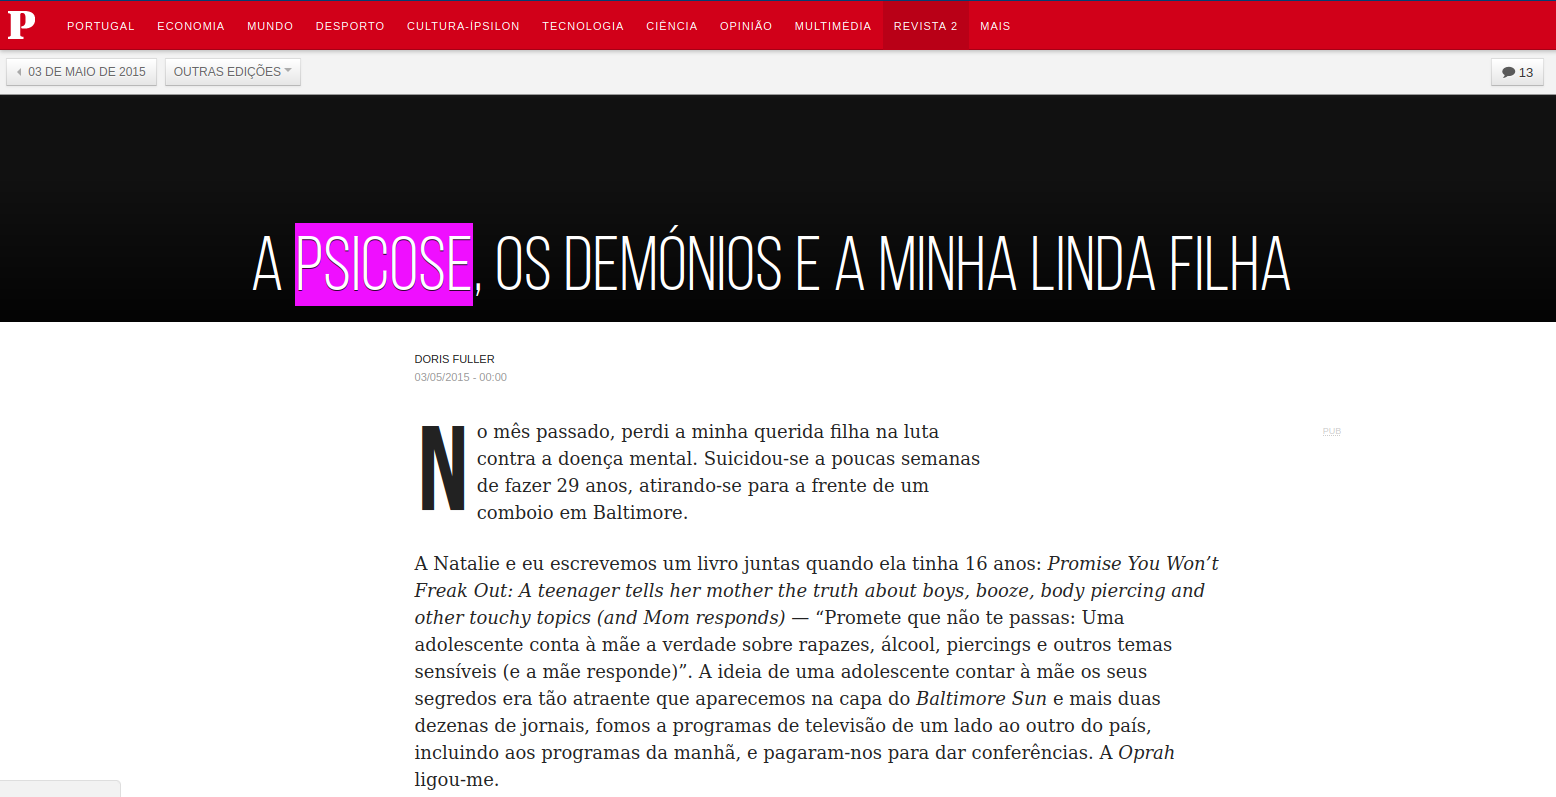 P
PORTUGAL ECONOMIA MUNDO DESPORTO CULTURA-ÍPSILON TECNOLOGIA CIÊNCIA OPINIÃO MULTIMÉDIA REVISTA 2 MAIS
03 DE MAIO DE 2015 OUTRAS EDIÇÕES 13
A PSICOSE, OS DEMÓNIOS E A MINHA LINDA FILHA
DORIS FULLER
03/05/2015 - 00:00
No mês passado, perdi a minha querida filha na luta
contra a doença mental. Suicidou-se a poucas semanas
de fazer 29 anos, atirando-se para a frente de um
comboio em Baltimore.
PUB
A Natalie e eu escrevemos um livro juntas quando ela tinha 16 anos: Promise You Won’t
Freak Out: A teenager tells her mother the truth about boys, booze, body piercing and
other touchy topics (and Mom responds) — “Promete que não te passas: Uma
adolescente conta à mãe a verdade sobre rapazes, álcool, piercings e outros temas
sensíveis (e a mãe responde)”. A ideia de uma adolescente contar à mãe os seus
segredos era tão atraente que aparecemos na capa do Baltimore Sun e mais duas
dezenas de jornais, fomos a programas de televisão de um lado ao outro do país,
incluindo aos programas da manhã, e pagaram-nos para dar conferências. A Oprah
ligou-me.